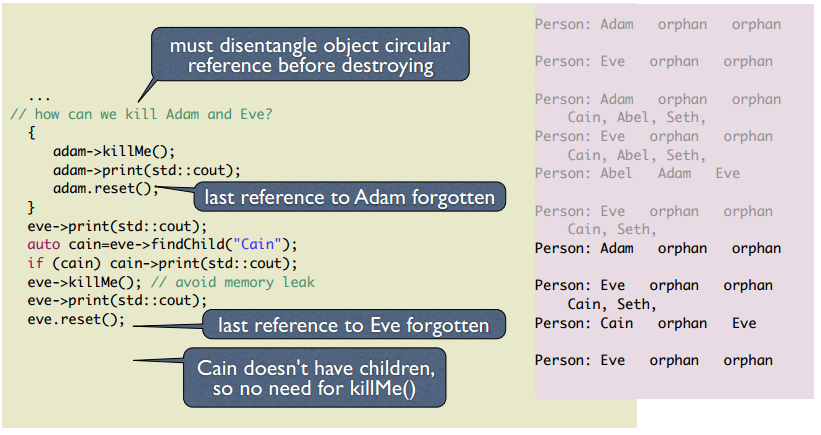 must disentangle object circular
reference before destroying
...
// how can we kill Adam and Eve?
{
adam->killMe();
adam->print(std::cout);
adam.reset();
last reference to Adam forgotten
}
eve->print(std::cout);
auto cain=eve->findChild("Cain");
if (cain) cain->print(std::cout);
eve->killMe(); // avoid memory leak
eve->print(std::cout);
eve.reset();
last reference to Eve forgotten
Cain doesn't have children,
so no need for killMe()
Person: Adam orphan orphan
Person: Eve orphan orphan
Person: Adam orphan orphan
Cain, Abel, Seth,
Person: Eve orphan orphan
Cain, Abel, Seth,
Person: Abel Adam Eve
Person: Eve orphan orphan
Cain, Seth,
Person: Adam orphan orphan
Person: Eve orphan orphan
Cain, Seth,
Person: Cain orphan Eve
Person: Eve orphan orphan